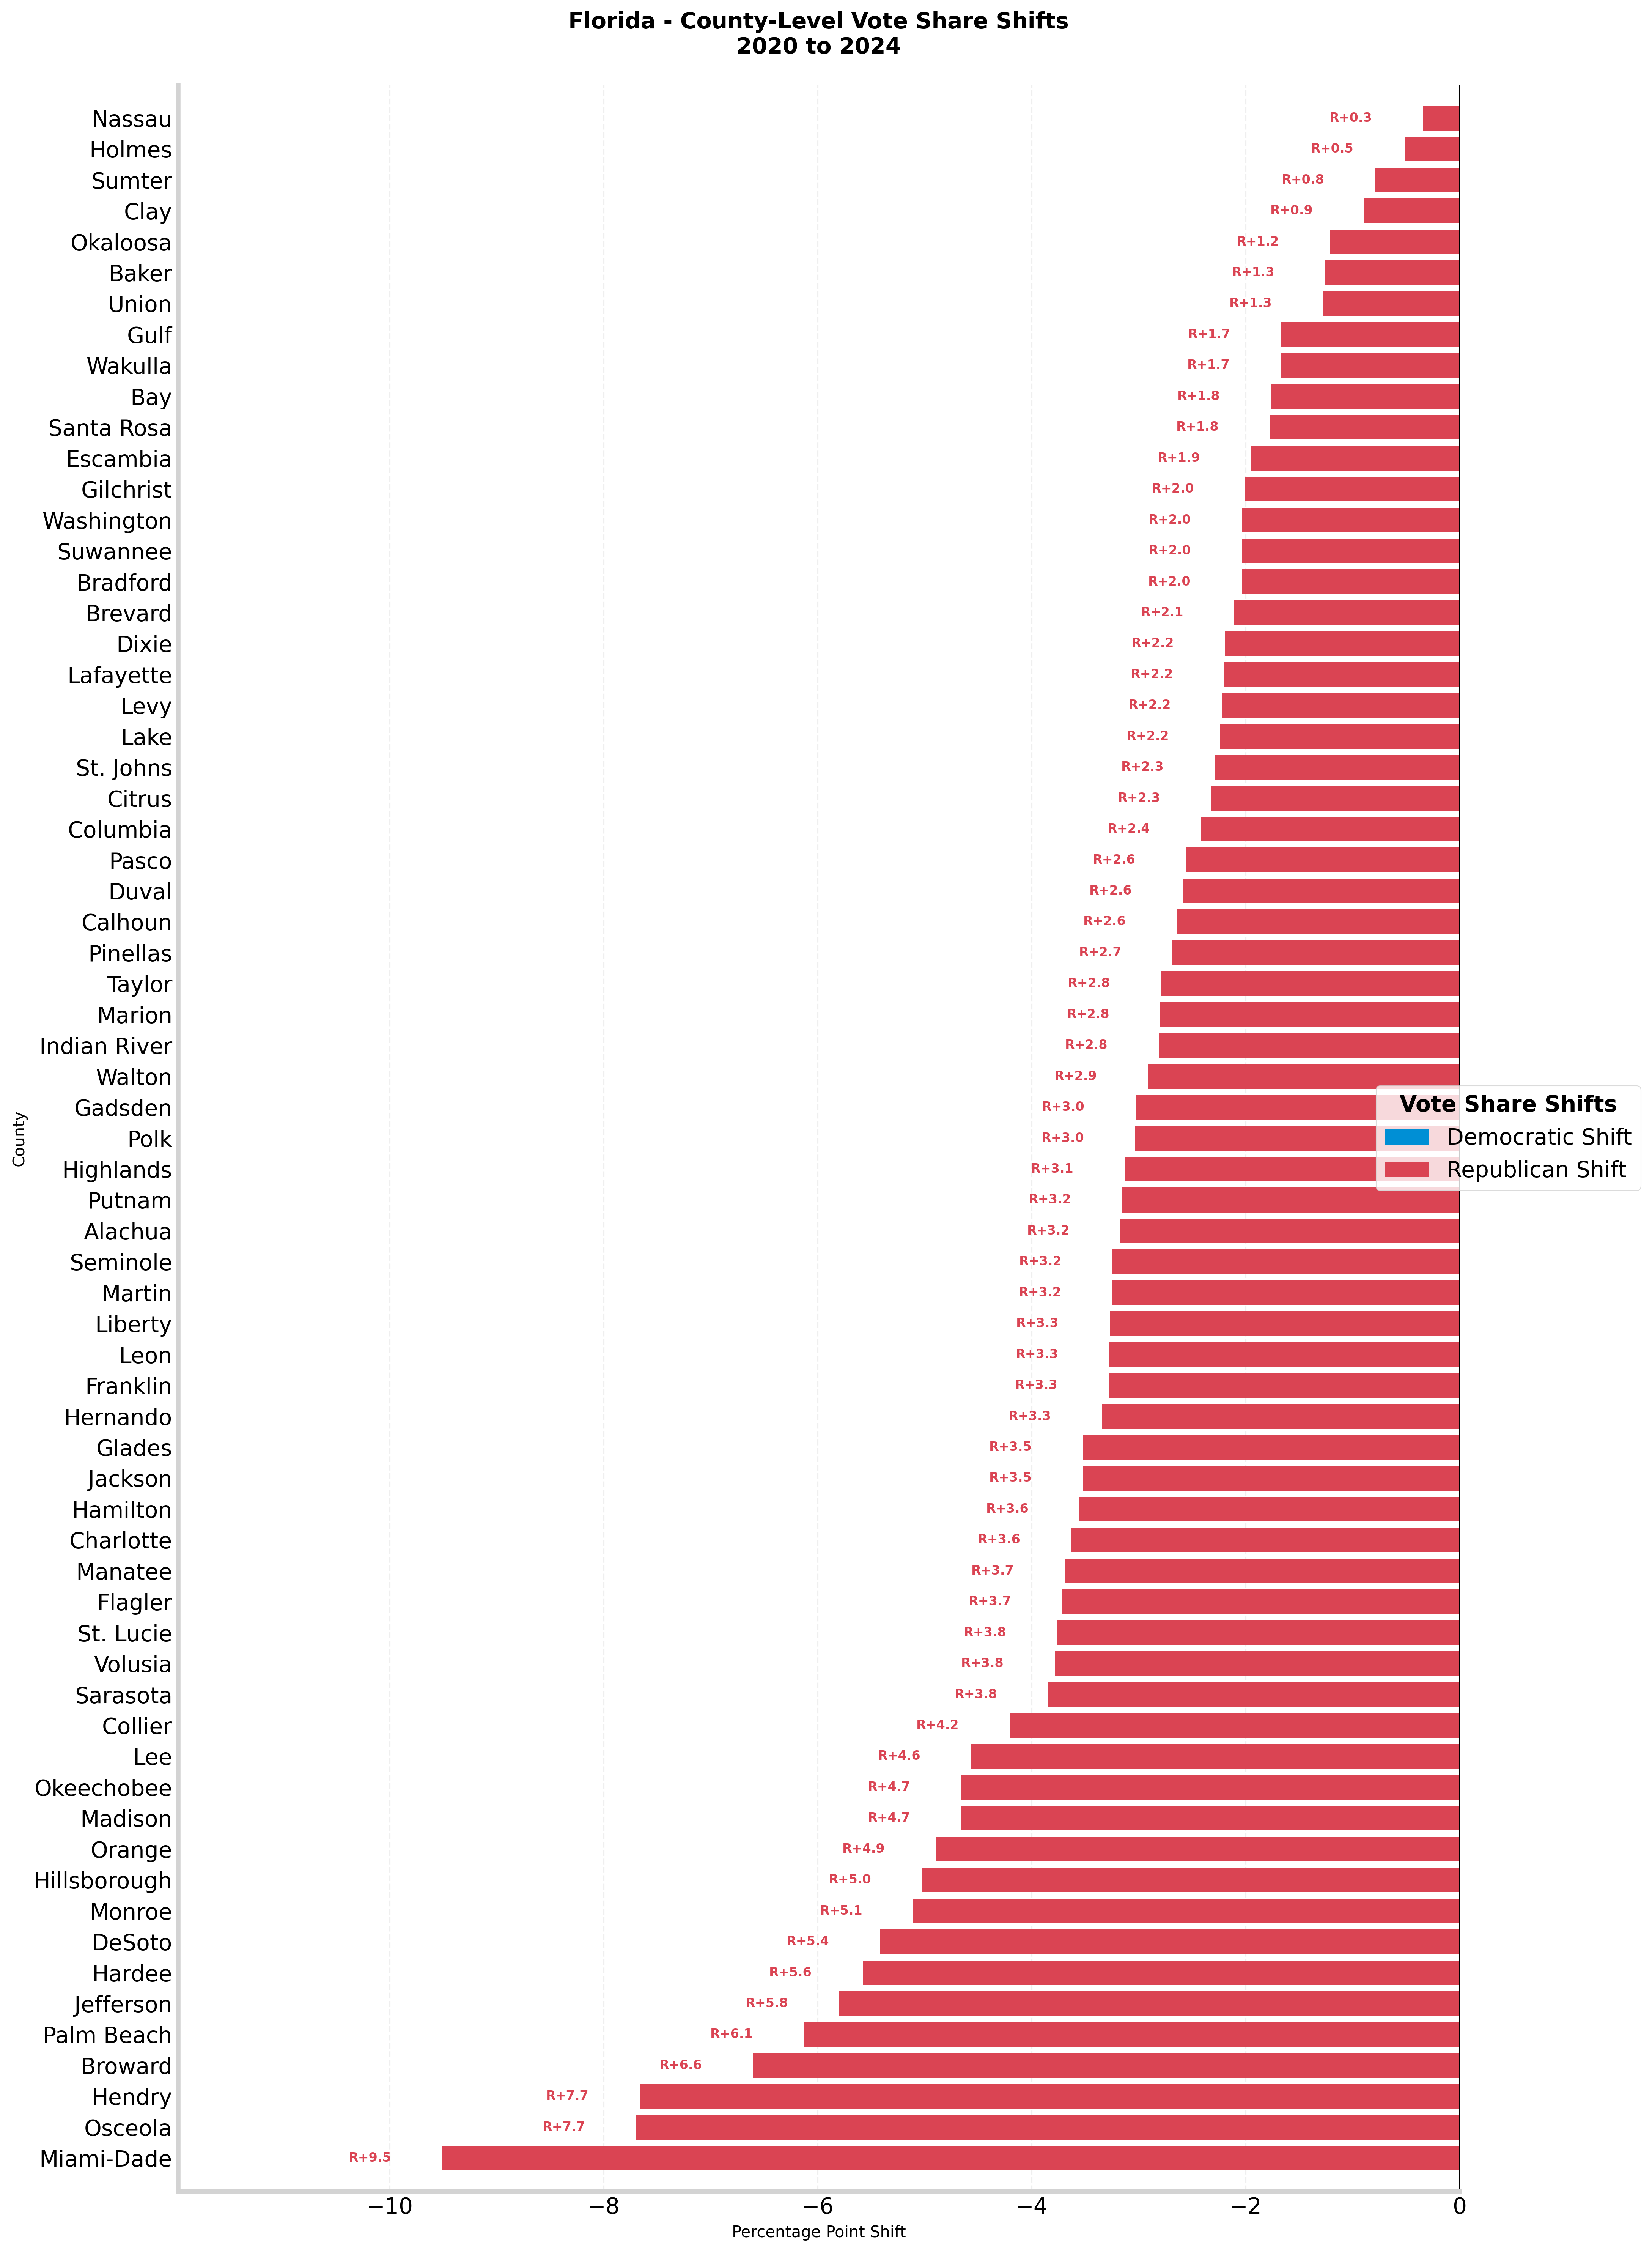 Florida - County-Level Vote Share Shifts
2020 to 2024
Nassau R+0.3
Holmes R+0.5
Sumter R+0.8
Clay R+0.9
Okaloosa R+1.2
Baker R+1.3
Union R+1.3
Gulf R+1.7
Wakulla R+1.7
Bay R+1.8
Santa Rosa R+1.8
Escambia R+1.9
Gilchrist R+2.0
Washington R+2.0
Suwannee R+2.0
Bradford R+2.0
Brevard R+2.1
Dixie R+2.2
Lafayette R+2.2
Levy R+2.2
Lake R+2.2
St. Johns R+2.3
Citrus R+2.3
Columbia R+2.4
Pasco R+2.6
Duval R+2.6
Calhoun R+2.6
Pinellas R+2.7
Taylor R+2.8
Marion R+2.8
Indian River R+2.8
Walton R+2.9
Gadsden R+3.0
Polk R+3.0
Highlands R+3.1
Putnam R+3.2
Alachua R+3.2
Seminole R+3.2
Martin R+3.2
Liberty R+3.3
Leon R+3.3
Franklin R+3.3
Hernando R+3.3
Glades R+3.5
Jackson R+3.5
Hamilton R+3.6
Charlotte R+3.6
Manatee R+3.7
Flagler R+3.7
St. Lucie R+3.8
Volusia R+3.8
Sarasota R+3.8
Collier R+4.2
Lee R+4.6
Okeechobee R+4.7
Madison R+4.7
Orange R+4.9
Hillsborough R+5.0
Monroe R+5.1
DeSoto R+5.4
Hardee R+5.6
Jefferson R+5.8
Palm Beach R+6.1
Broward R+6.6
Hendry R+7.7
Osceola R+7.7
Miami-Dade R+9.5
County
Vote Share Shifts
Democratic Shift
Republican Shift
−10 −8 −6 −4 −2 0
Percentage Point Shift